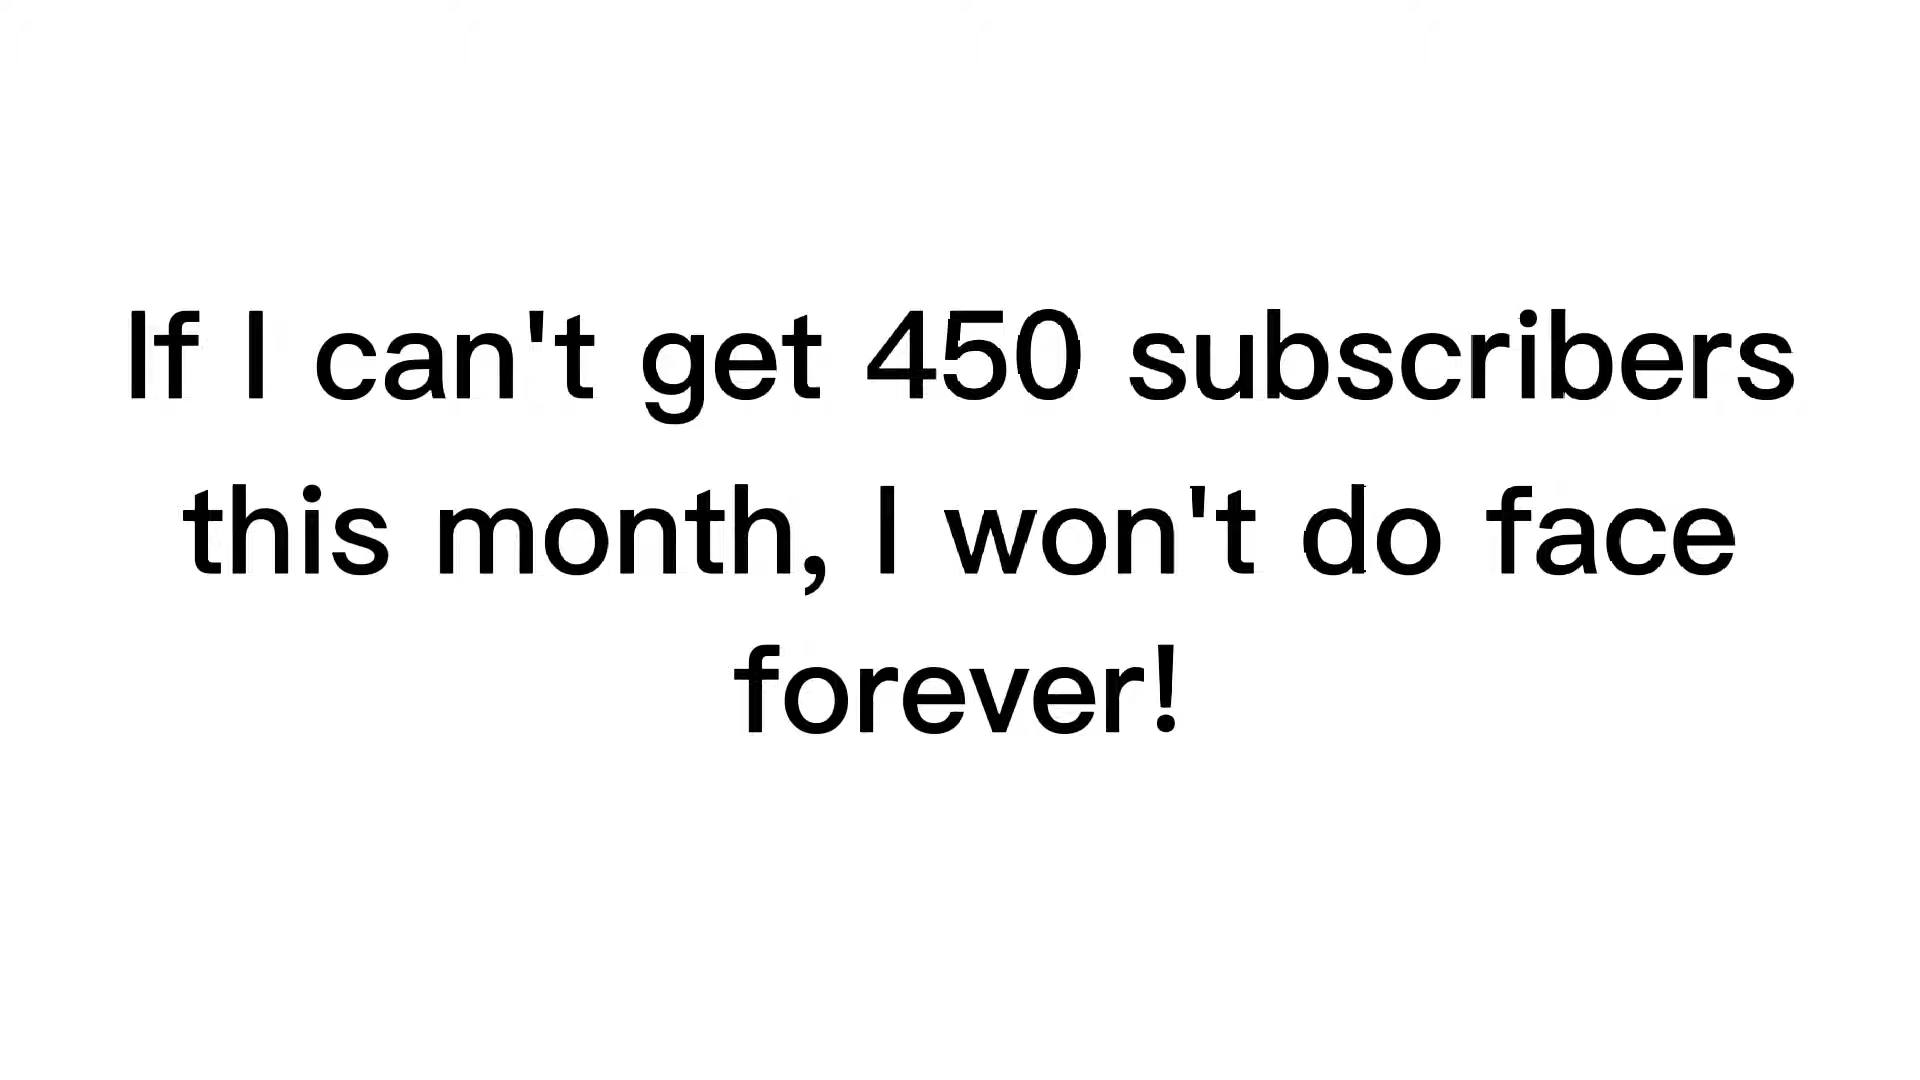 If I can't get 450 subscribers
this month, I won't do face
forever!